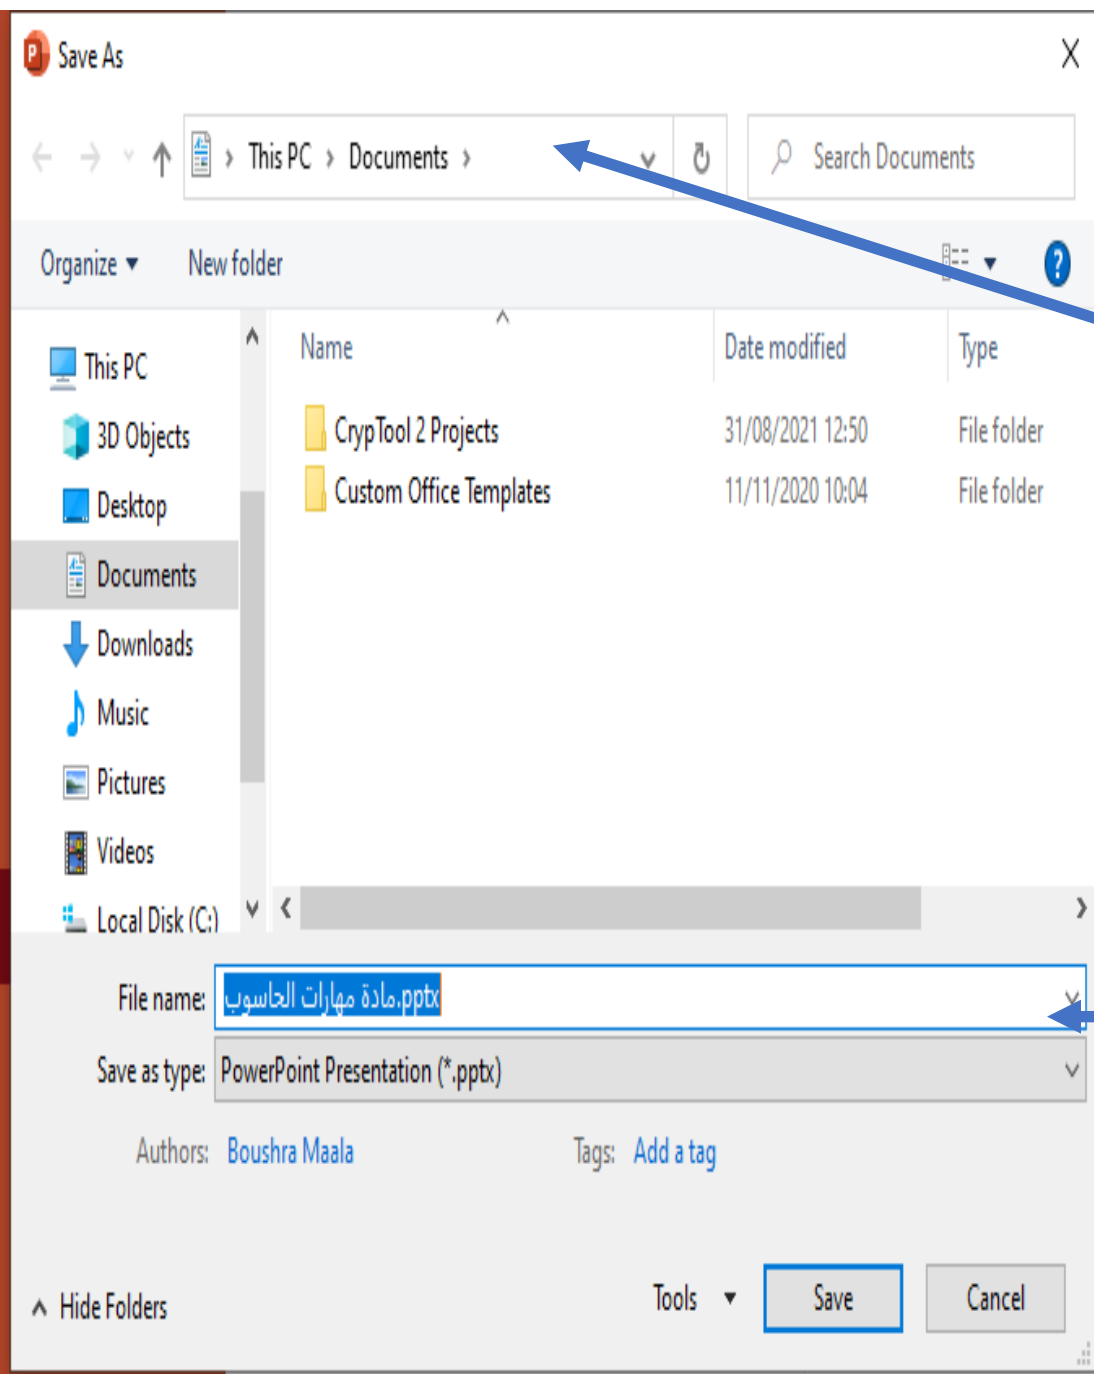 Save As
This PC > Documents >
Search Documents
Organize
New folder
Name
Date modified
Type
This PC
3D Objects
Desktop
Documents
Downloads
Music
Pictures
Videos
Local Disk (C:)
CrypTool 2 Projects
31/08/2021 12:50
File folder
Custom Office Templates
11/11/2020 10:04
File folder
File name: مادة مهارات الحاسوب.pptx
Save as type: PowerPoint Presentation (*.pptx)
Authors: Boushra Maala
Tags: Add a tag
Hide Folders
Tools
Save
Cancel